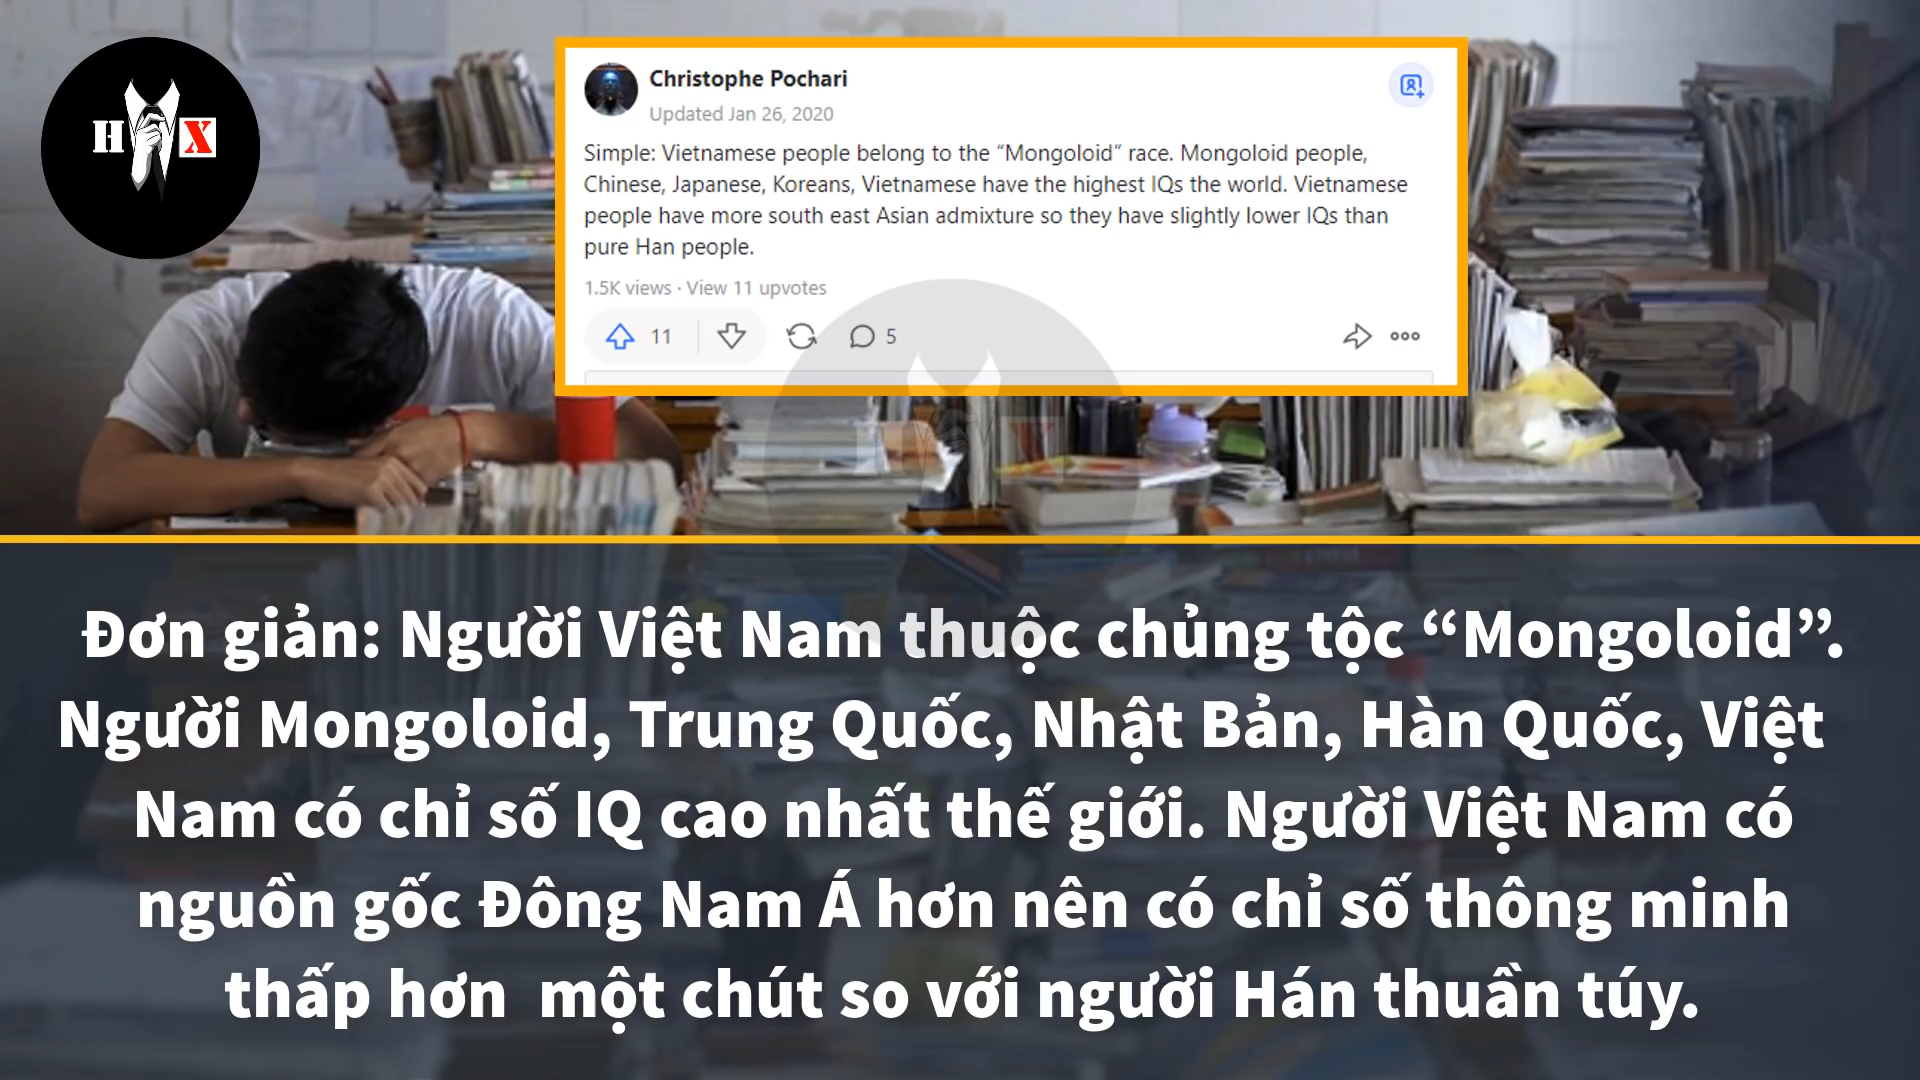 H X
Christophe Pochari
Updated Jan 26, 2020
Simple: Vietnamese people belong to the “Mongoloid” race. Mongoloid people,
Chinese, Japanese, Koreans, Vietnamese have the highest IQs the world. Vietnamese
people have more south east Asian admixture so they have slightly lower IQs than
pure Han people.
1.5K views · View 11 upvotes
11 5
Đơn giản: Người Việt Nam thuộc chủng tộc “Mongoloid”.
Người Mongoloid, Trung Quốc, Nhật Bản, Hàn Quốc, Việt
Nam có chỉ số IQ cao nhất thế giới. Người Việt Nam có
nguồn gốc Đông Nam Á hơn nên có chỉ số thông minh
thấp hơn một chút so với người Hán thuần túy.